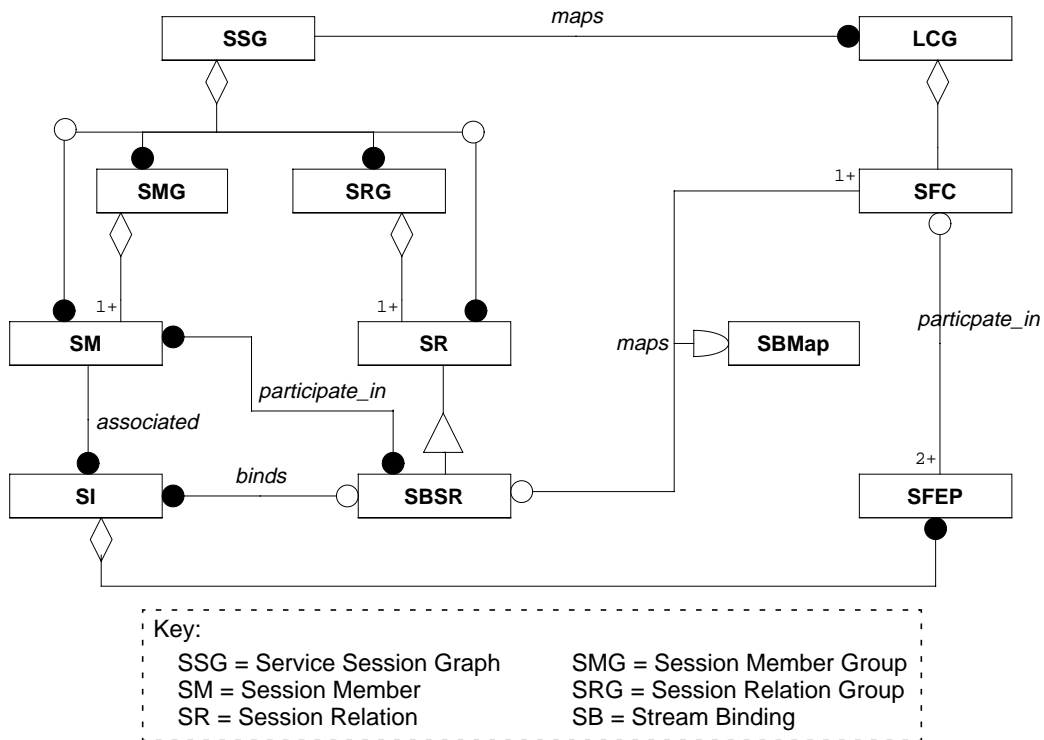 maps
SSG
LCG
SMG
SRG
1+
SFC
1+
1+
SM
SR
maps
SBMap
particpate_in
participate_in
associated
binds
2+
SI
SBSR
SFEP
Key:
SSG = Service Session Graph
SMG = Session Member Group
SM = Session Member
SRG = Session Relation Group
SR = Session Relation
SB = Stream Binding